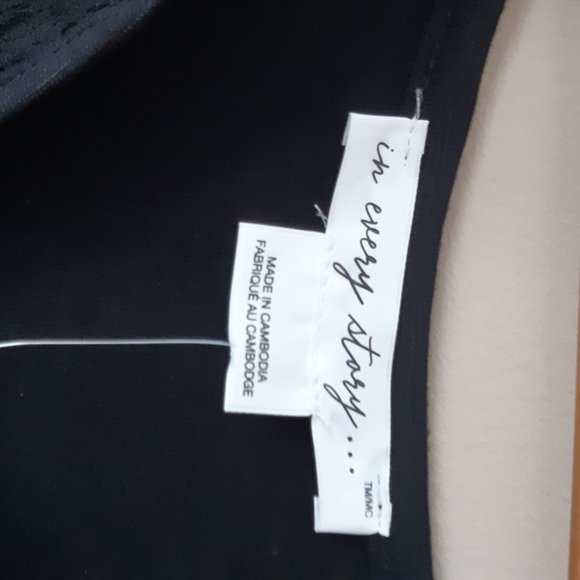 in every story...
TM/MC
MADE IN CAMBODIA
FABRIQUÉ AU CAMBODGE